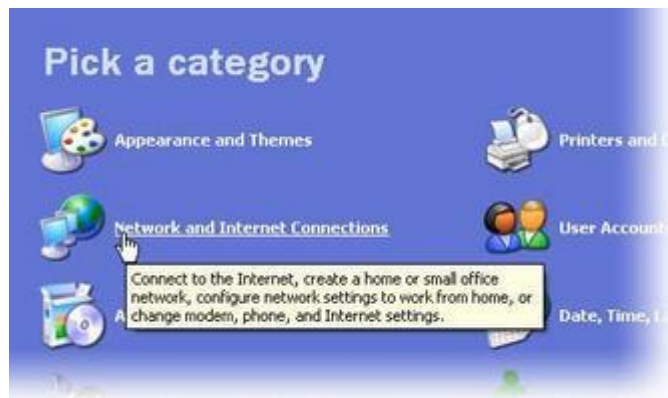 Pick a category
Appearance and Themes
Printers and
Network and Internet Connections
User Account
Connect to the Internet, create a home or small office
network, configure network settings to work from home, or
change modem, phone, and Internet settings.
A
Date, Time,